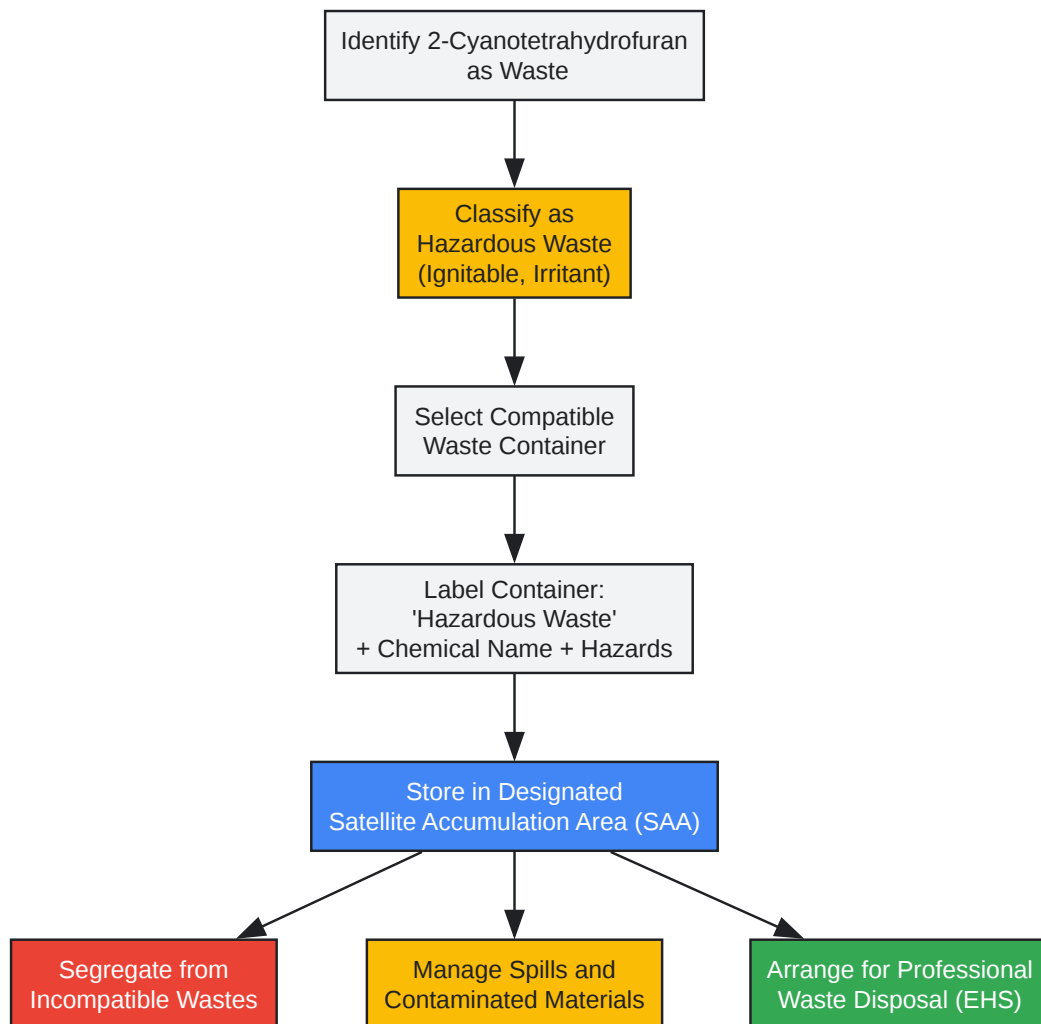 Identify 2-Cyanotetrahydrofuran
as Waste
Classify as
Hazardous Waste
(Ignitable, Irritant)
Select Compatible
Waste Container
Label Container:
'Hazardous Waste'
+ Chemical Name + Hazards
Store in Designated
Satellite Accumulation Area (SAA)
Segregate from
Incompatible Wastes
Manage Spills and
Contaminated Materials
Arrange for Professional
Waste Disposal (EHS)